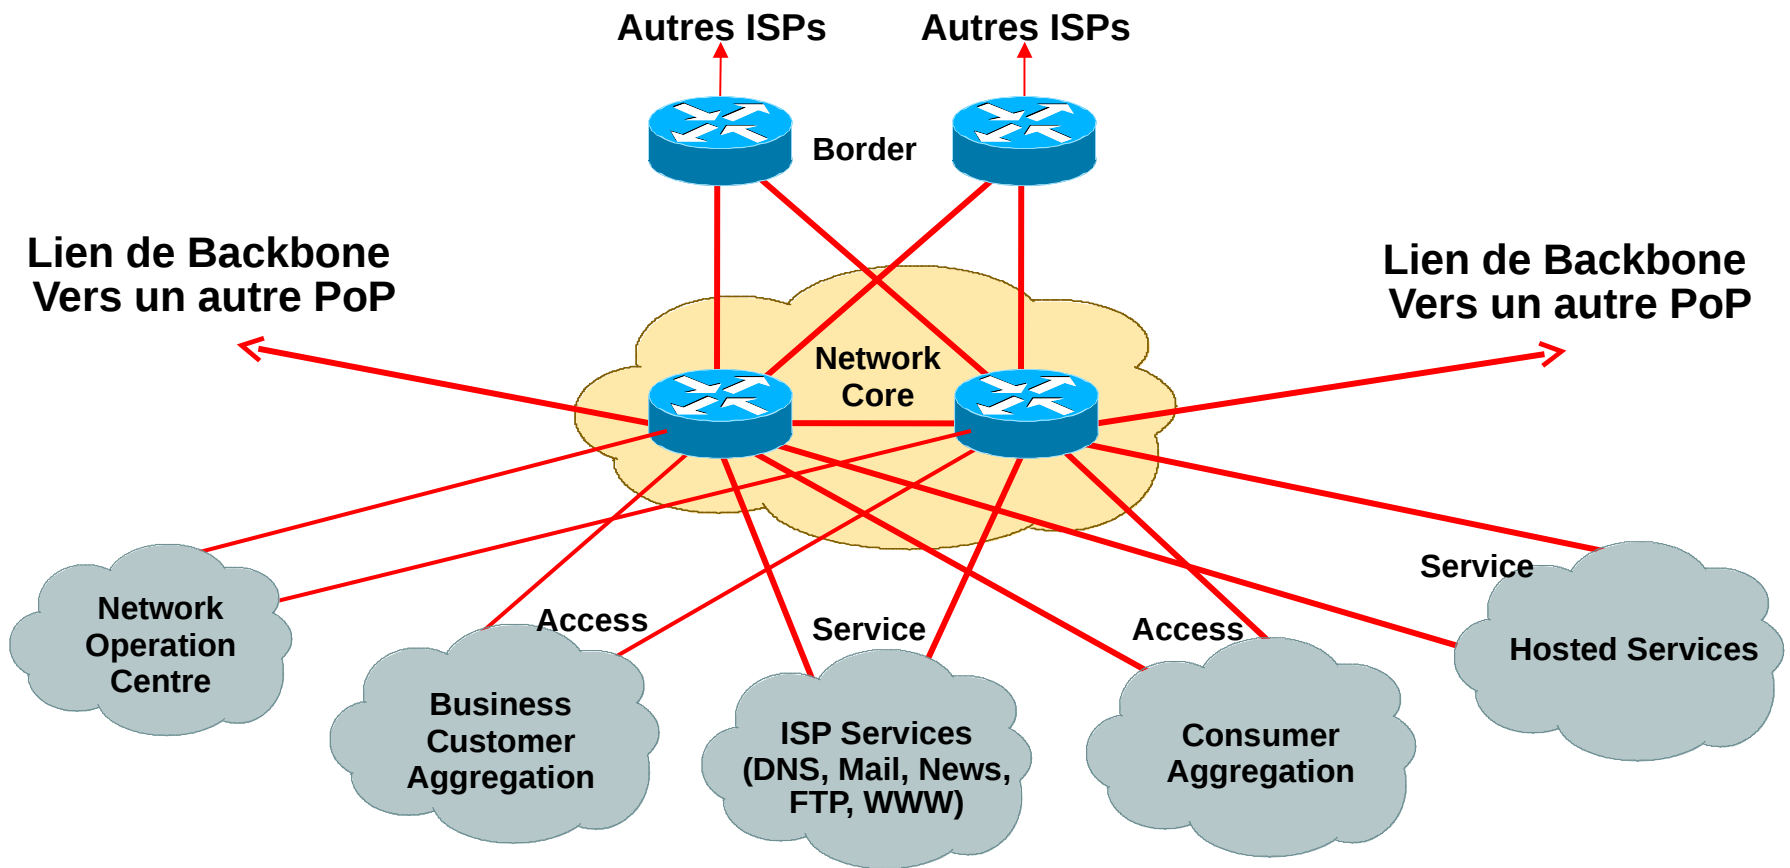 Autres ISPs
Autres ISPs
Border
Lien de Backbone
Vers un autre PoP
Lien de Backbone
Vers un autre PoP
Network
Core
Service
Access
Service
Access
Network
Operation
Centre
Business
Customer
Aggregation
ISP Services
(DNS, Mail, News,
FTP, WWW)
Consumer
Aggregation
Hosted Services